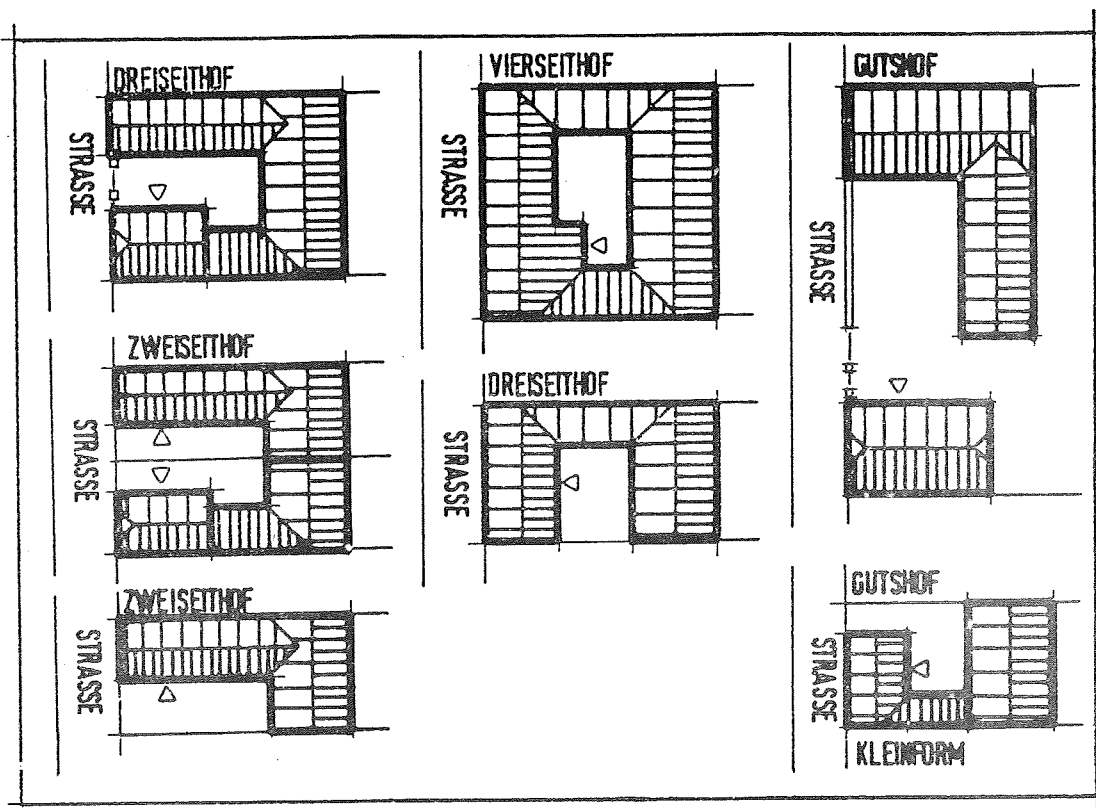 DREISEITHOF
STRASSE
ZWEISEITHOF
STRASSE
ZWEISEITHOF
STRASSE
VIERSEITHOF
STRASSE
DREISEITHOF
STRASSE
GUTSHOF
STRASSE
GUTSHOF
STRASSE
KLEINFORM